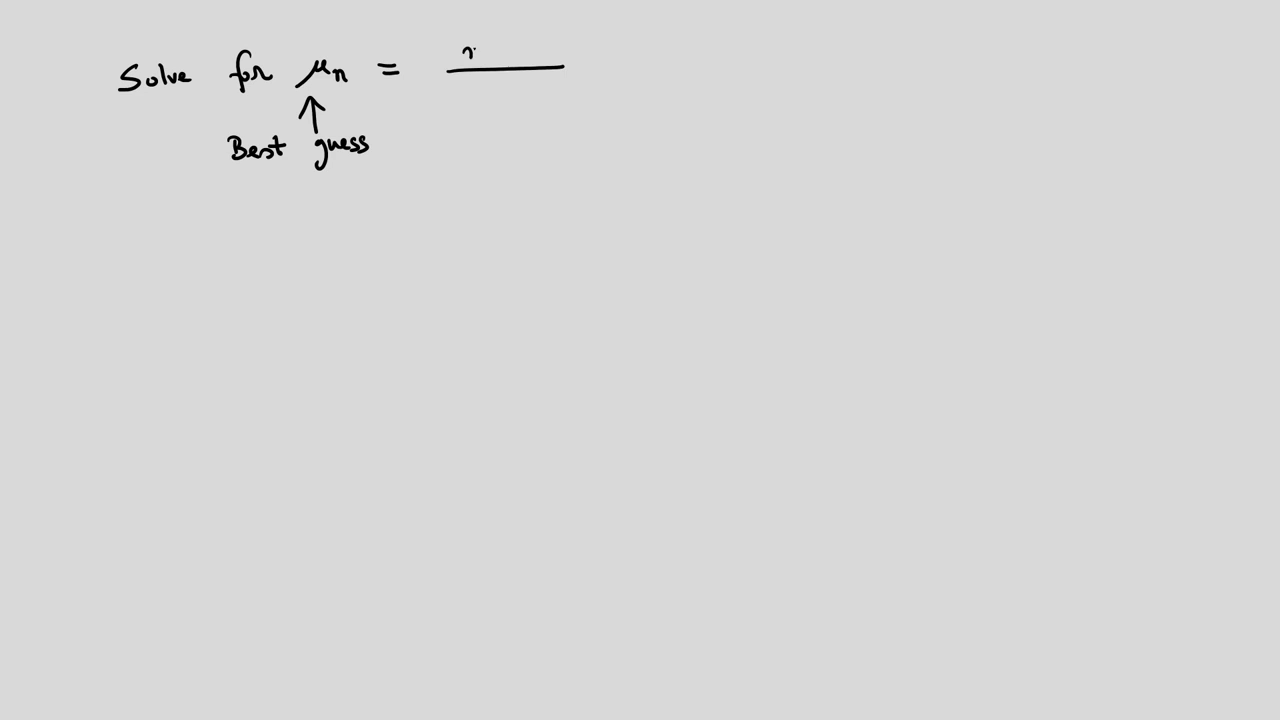 Solve for μn =
Best guess